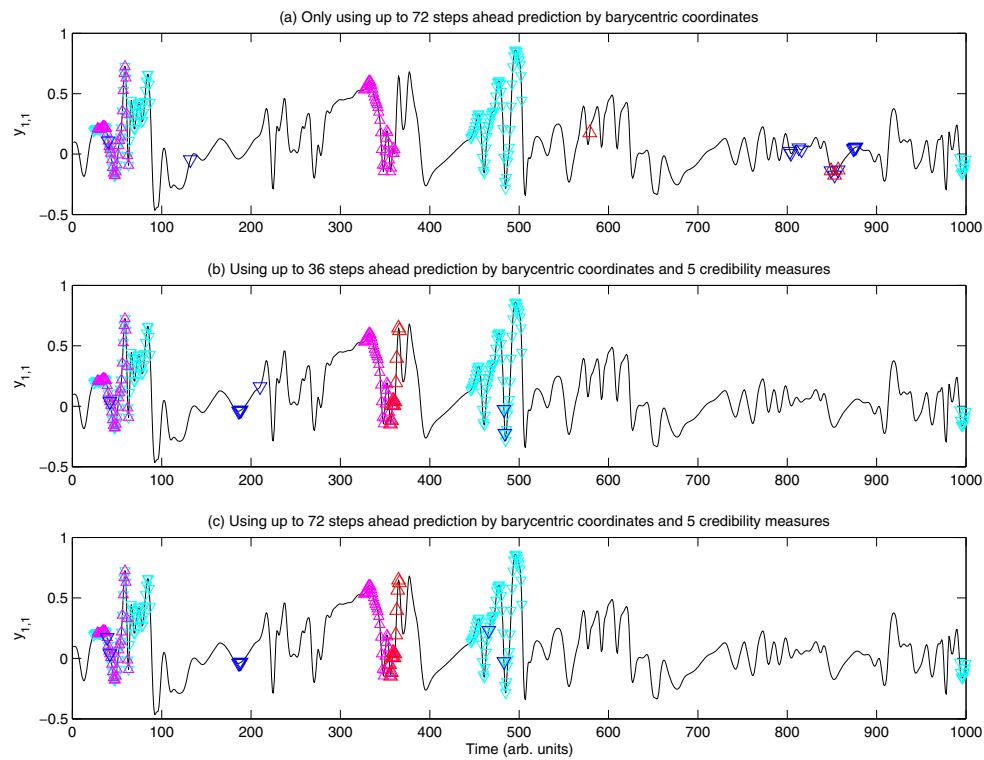 (a) Only using up to 72 steps ahead prediction by barycentric coordinates
1
0.5
0
−0.5
y1,1
0 100 200 300 400 500 600 700 800 900 1000
(b) Using up to 36 steps ahead prediction by barycentric coordinates and 5 credibility measures
1
0.5
0
−0.5
y1,1
0 100 200 300 400 500 600 700 800 900 1000
(c) Using up to 72 steps ahead prediction by barycentric coordinates and 5 credibility measures
1
0.5
0
−0.5
y1,1
0 100 200 300 400 500 600 700 800 900 1000
Time (arb. units)